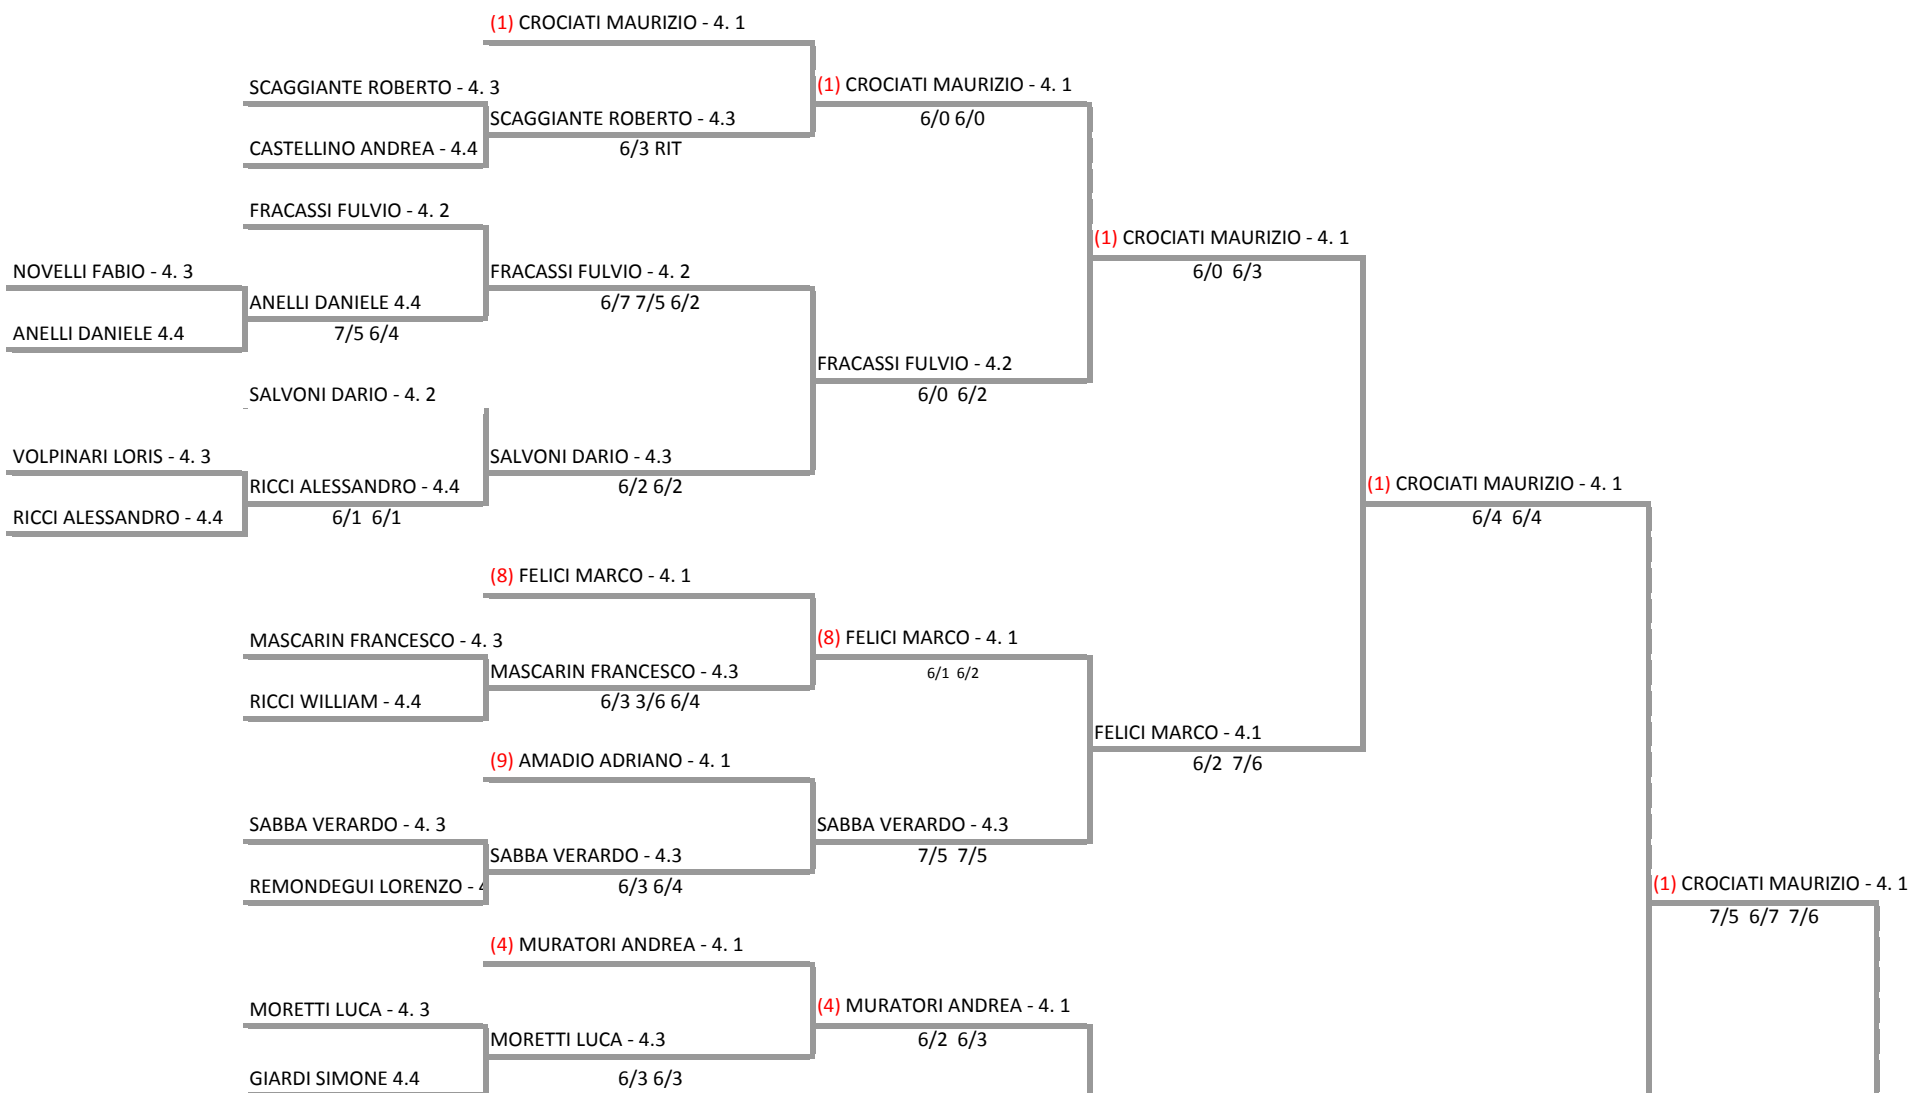 (1) CROCIATI MAURIZIO - 4. 1
SCAGGIANTE ROBERTO - 4. 3
(1) CROCIATI MAURIZIO - 4. 1
SCAGGIANTE ROBERTO - 4.3
6/0 6/0
CASTELLINO ANDREA - 4.4
6/3 RIT
FRACASSI FULVIO - 4. 2
(1) CROCIATI MAURIZIO - 4. 1
NOVELLI FABIO - 4. 3
FRACASSI FULVIO - 4. 2
6/0 6/3
ANELLI DANIELE 4.4
6/7 7/5 6/2
ANELLI DANIELE 4.4
7/5 6/4
FRACASSI FULVIO - 4.2
SALVONI DARIO - 4. 2
6/0 6/2
VOLPINARI LORIS - 4. 3
SALVONI DARIO - 4.3
RICCI ALESSANDRO - 4.4
6/2 6/2
(1) CROCIATI MAURIZIO - 4. 1
RICCI ALESSANDRO - 4.4
6/1 6/1
6/4 6/4
(8) FELICI MARCO - 4. 1
MASCARIN FRANCESCO - 4. 3
(8) FELICI MARCO - 4. 1
MASCARIN FRANCESCO - 4.3
6/1 6/2
RICCI WILLIAM - 4.4
6/3 3/6 6/4
FELICI MARCO - 4.1
(9) AMADIO ADRIANO - 4. 1
6/2 7/6
SABBA VERARDO - 4. 3
SABBA VERARDO - 4.3
SABBA VERARDO - 4.3
7/5 7/5
REMONDEGUI LORENZO -
6/3 6/4
(1) CROCIATI MAURIZIO - 4. 1
7/5 6/7 7/6
(4) MURATORI ANDREA - 4. 1
MORETTI LUCA - 4. 3
(4) MURATORI ANDREA - 4. 1
MORETTI LUCA - 4.3
6/2 6/3
GIARDI SIMONE 4.4
6/3 6/3